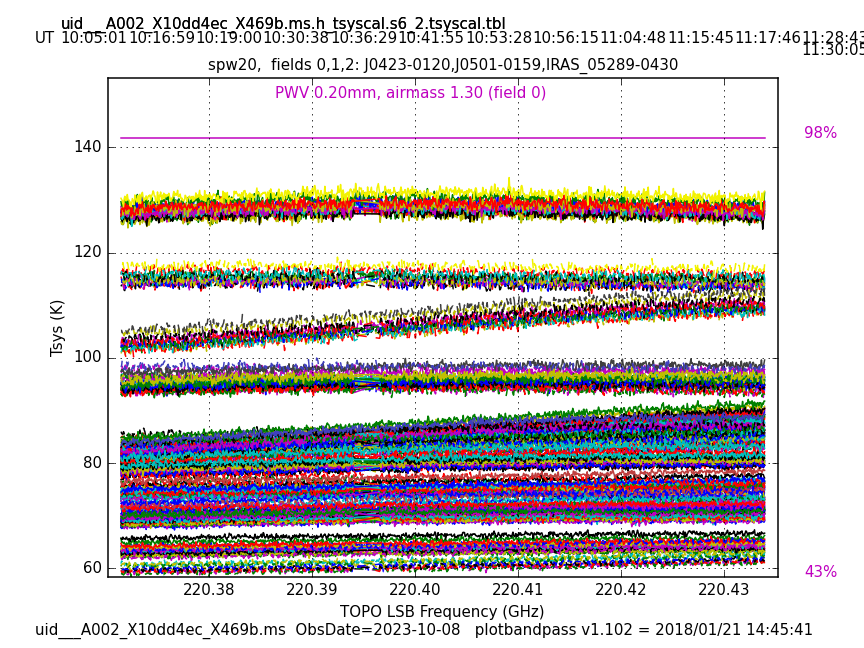 uid___A002_X10dd4ec_X469b.ms.h_tsyscal.s6_2.tsyscal.tbl
UT 10:05:01 10:16:59 10:19:00 10:30:38 10:36:29 10:41:55 10:53:28 10:56:15 11:04:48 11:15:45 11:17:46 11:28:43
11:30:05
spw20, fields 0,1,2: J0423-0120,J0501-0159,IRAS_05289-0430
PWV 0.20mm, airmass 1.30 (field 0)
98%
140
120
100
80
60
43%
Tsys (K)
220.38 220.39 220.40 220.41 220.42 220.43
TOPO LSB Frequency (GHz)
uid___A002_X10dd4ec_X469b.ms ObsDate=2023-10-08 plotbandpass v1.102 = 2018/01/21 14:45:41